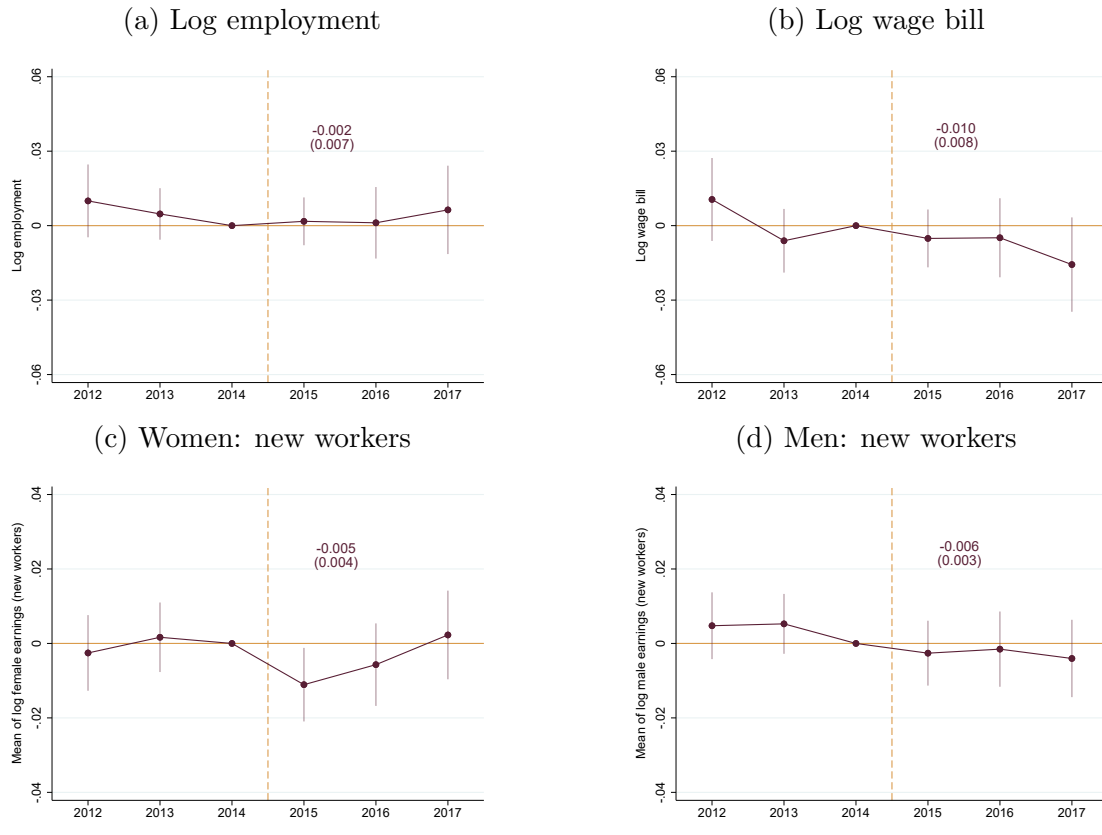 (a) Log employment
Log employment
.06
.03
0
-.03
-.06
-0.002
(0.007)
2012 2013 2014 2015 2016 2017
(b) Log wage bill
Log wage bill
.06
.03
0
-.03
-.06
-0.010
(0.008)
2012 2013 2014 2015 2016 2017
(c) Women: new workers
Mean of log female earnings (new workers)
.04
.02
0
-.02
-.04
-0.005
(0.004)
2012 2013 2014 2015 2016 2017
(d) Men: new workers
Mean of log male earnings (new workers)
.04
.02
0
-.02
-.04
-0.006
(0.003)
2012 2013 2014 2015 2016 2017